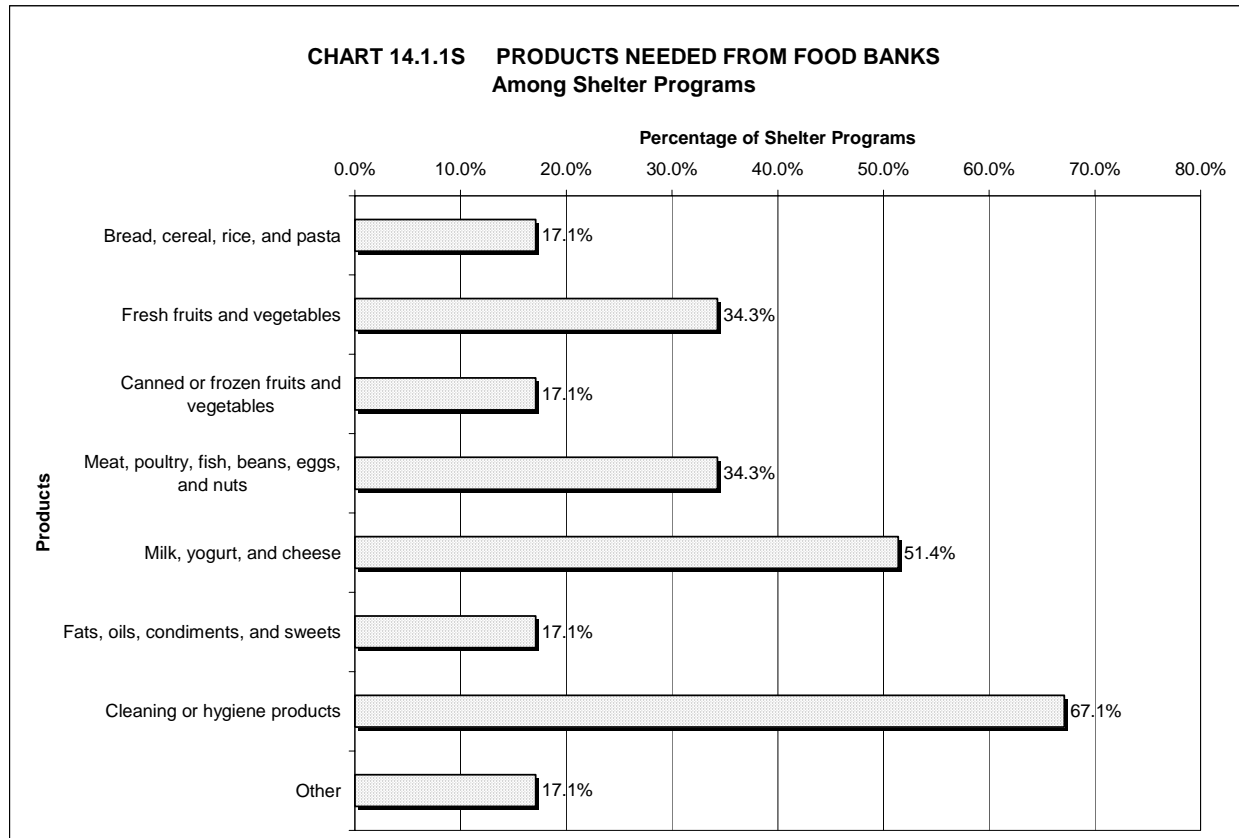 CHART 14.1.1S PRODUCTS NEEDED FROM FOOD BANKS
Among Shelter Programs
Percentage of Shelter Programs
0.0% 10.0% 20.0% 30.0% 40.0% 50.0% 60.0% 70.0% 80.0%
Products
Bread, cereal, rice, and pasta 17.1%
Fresh fruits and vegetables 34.3%
Canned or frozen fruits and
vegetables 17.1%
Meat, poultry, fish, beans, eggs,
and nuts 34.3%
Milk, yogurt, and cheese 51.4%
Fats, oils, condiments, and sweets 17.1%
Cleaning or hygiene products 67.1%
Other 17.1%